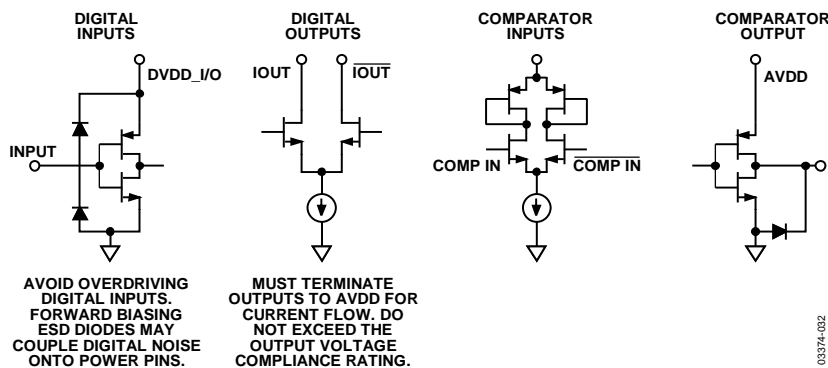 DIGITAL
INPUTS
DVDD_I/O
INPUT
AVOID OVERDRIVING
DIGITAL INPUTS.
FORWARD BIASING
ESD DIODES MAY
COUPLE DIGITAL NOISE
ONTO POWER PINS.
DIGITAL
OUTPUTS
IOUT
IOUT
MUST TERMINATE
OUTPUTS TO AVDD FOR
CURRENT FLOW. DO
NOT EXCEED THE
OUTPUT VOLTAGE
COMPLIANCE RATING.
COMPARATOR
INPUTS
COMP IN
COMP IN
COMPARATOR
OUTPUT
AVDD
03374-032